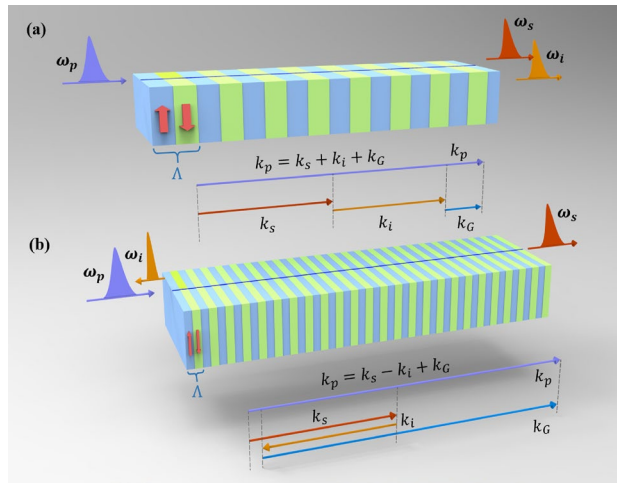 (a)
ω_p
ω_s
ω_i
Λ
k_p = k_s + k_i + k_G
k_p
k_s
k_i
k_G
(b)
ω_p
ω_i
ω_s
Λ
k_p = k_s − k_i + k_G
k_p
k_s
k_i
k_G